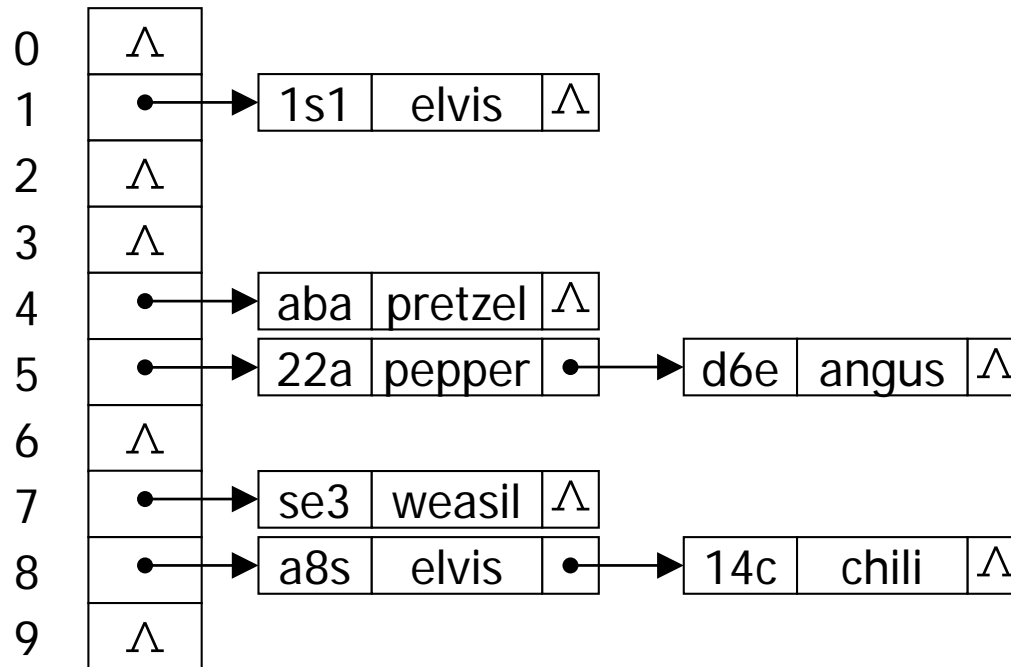 0 Λ
1 1s1 elvis Λ
2 Λ
3 Λ
4 aba pretzel Λ
5 22a pepper d6e angus Λ
6 Λ
7 se3 weasil Λ
8 a8s elvis 14c chili Λ
9 Λ